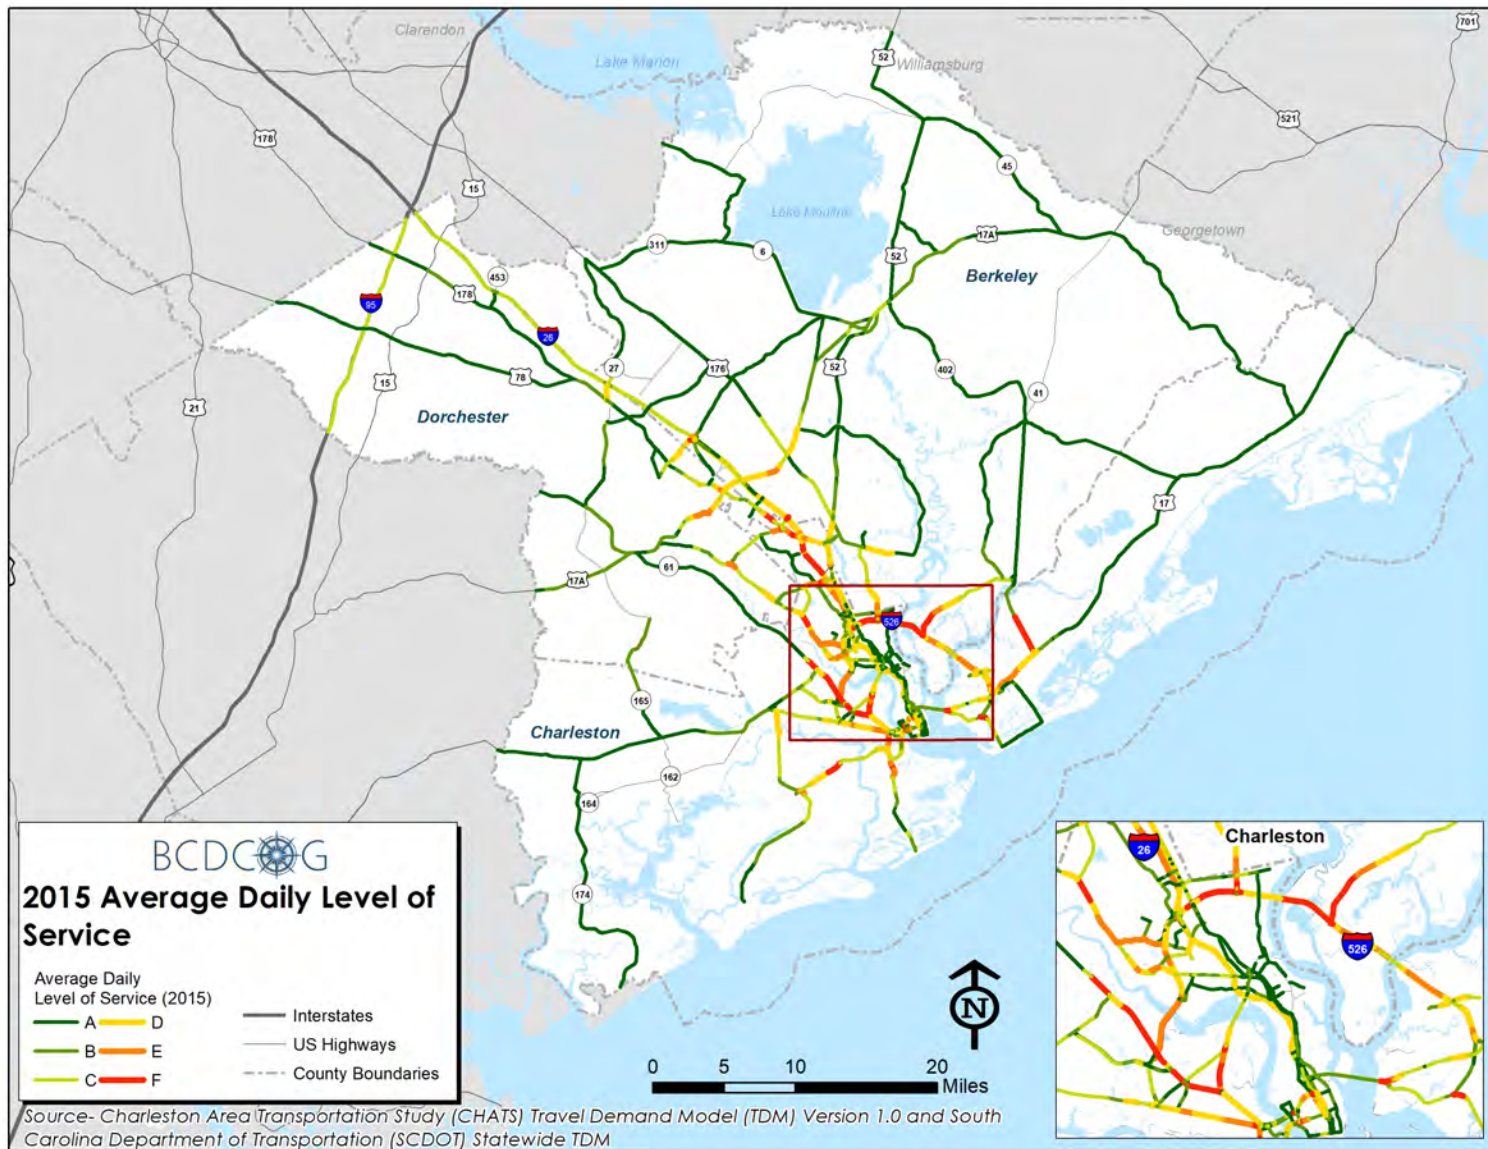 Clarendon
701
Lake Marion
52
Williamsburg
178
521
15
45
Lake Moultrie
Georgetown
17A
311
6
52
Berkeley
453
178
95
26
27
176
52
402
15
78
41
21
Dorchester
17
61
17A
526
165
Charleston
162
164
174
BCDCOG
2015 Average Daily Level of
Service
Average Daily
Level of Service (2015)
A D
B E
C F
Interstates
US Highways
County Boundaries
N
0 5 10 20
Miles
Charleston
26
526
Source- Charleston Area Transportation Study (CHATS) Travel Demand Model (TDM) Version 1.0 and South
Carolina Department of Transportation (SCDOT) Statewide TDM